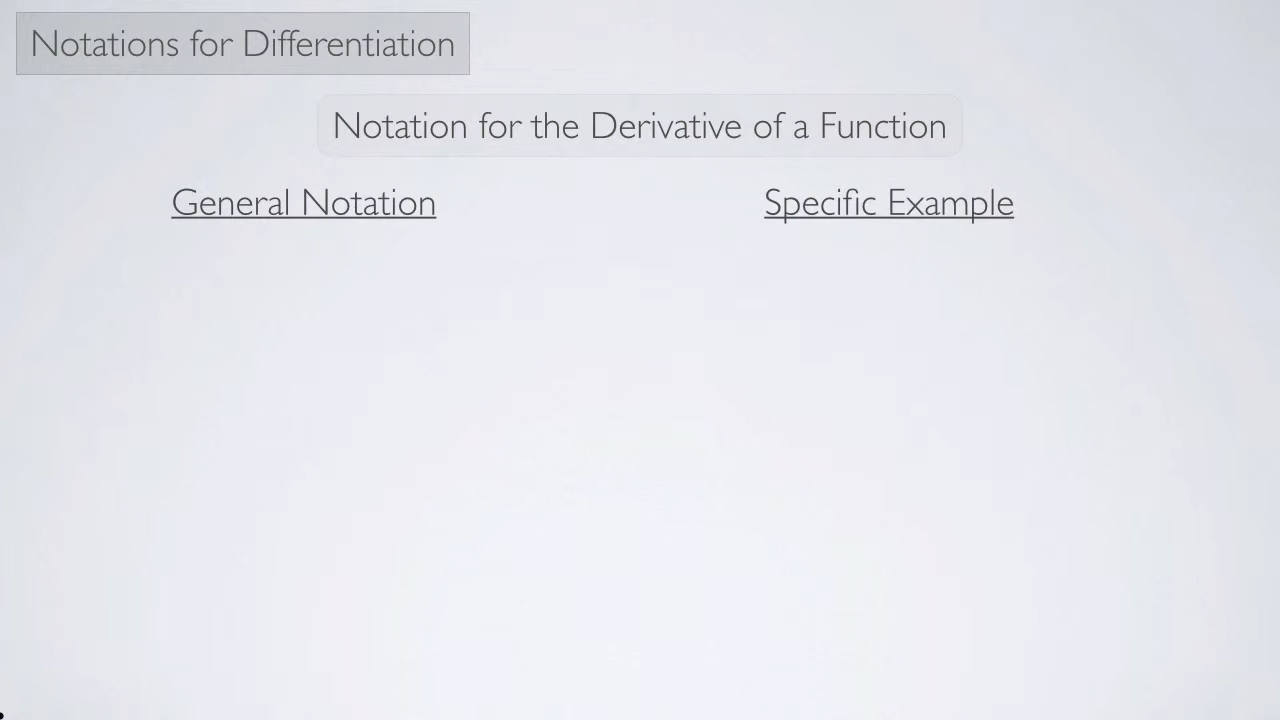 Notations for Differentiation
Notation for the Derivative of a Function
General Notation
Specific Example